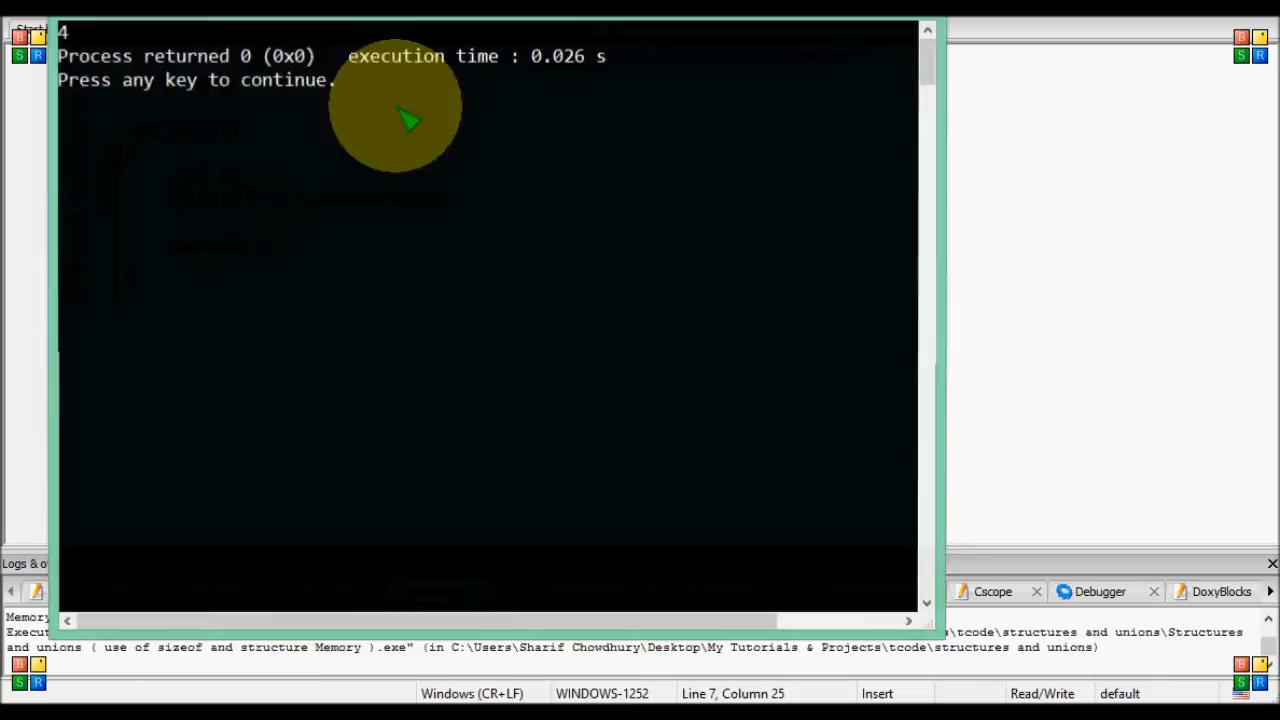 4
Process returned 0 (0x0)   execution time : 0.026 s
Press any key to continue.
Logs & o
Cscope
Debugger
DoxyBlocks
Memory
Execut
\tcode\structures and unions\Structures
and unions ( use of sizeof and structure Memory ).exe" (in C:\Users\Sharif Chowdhury\Desktop\My Tutorials & Projects\tcode\structures and unions)
Windows (CR+LF)
WINDOWS-1252
Line 7, Column 25
Insert
Read/Write
default
B
S R
B
S R
B
S R
B
S R